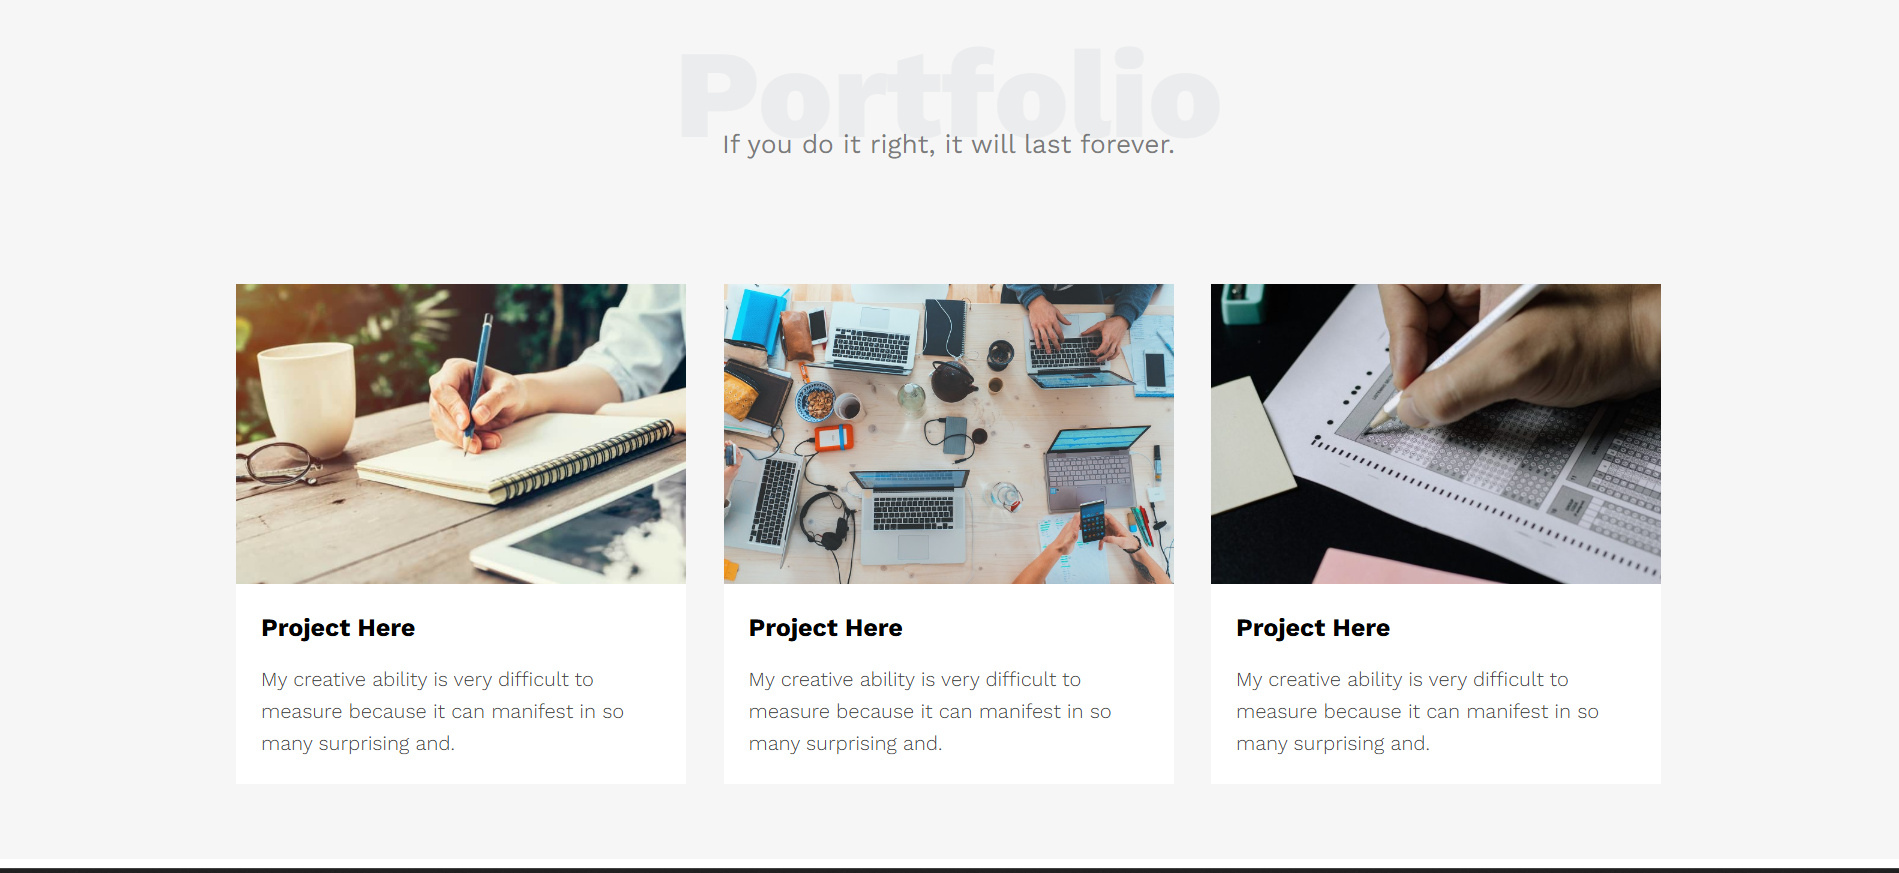 Portfolio
If you do it right, it will last forever.
Project Here
My creative ability is very difficult to
measure because it can manifest in so
many surprising and.
Project Here
My creative ability is very difficult to
measure because it can manifest in so
many surprising and.
Project Here
My creative ability is very difficult to
measure because it can manifest in so
many surprising and.